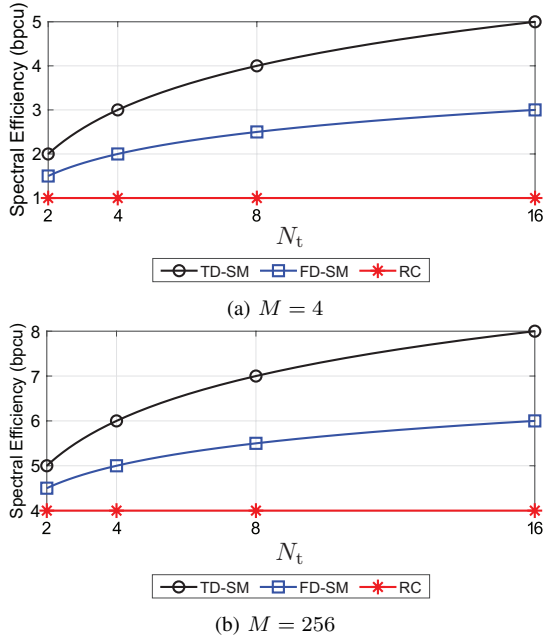 5
4
3
2
1
Spectral Efficiency (bpcu)
2 4 8 16
N_t
TD-SM FD-SM RC
(a) M = 4
8
7
6
5
4
Spectral Efficiency (bpcu)
2 4 8 16
N_t
TD-SM FD-SM RC
(b) M = 256